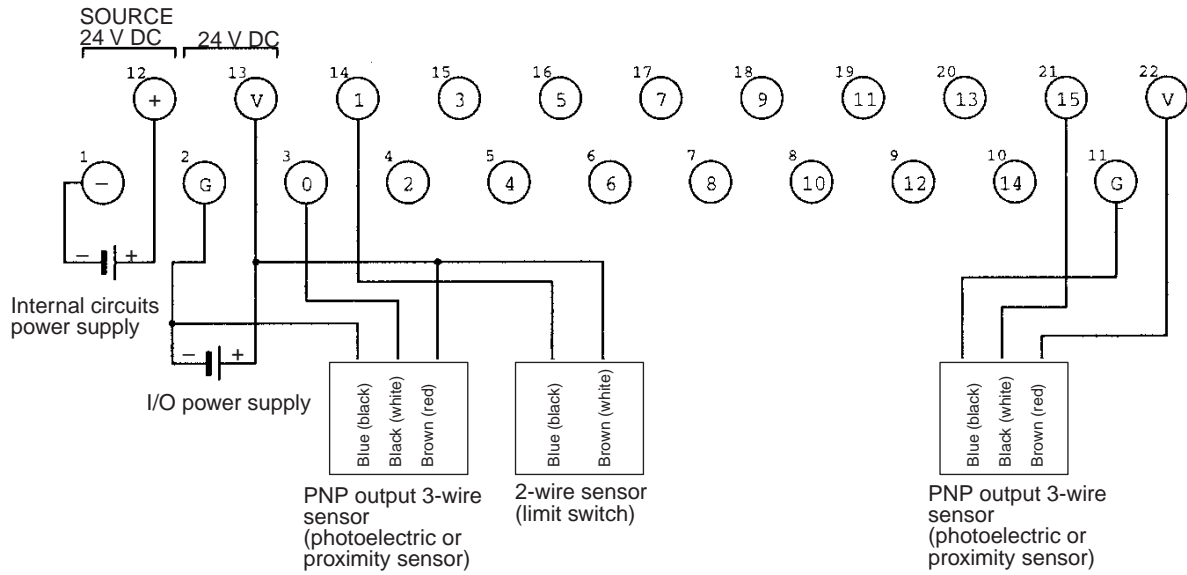 SOURCE
24 V DC 24 V DC
12 13 14 15 16 17 18 19 20 21 22
+ V 1 3 5 7 9 11 13 15 V
1 2 3 4 5 6 7 8 9 10 11
− G 0 2 4 6 8 10 12 14 G
− +
Internal circuits
power supply
− +
I/O power supply
Blue (black)
Black (white)
Brown (red)
PNP output 3-wire
sensor
(photoelectric or
proximity sensor)
Blue (black)
Brown (white)
2-wire sensor
(limit switch)
Blue (black)
Black (white)
Brown (red)
PNP output 3-wire
sensor
(photoelectric or
proximity sensor)